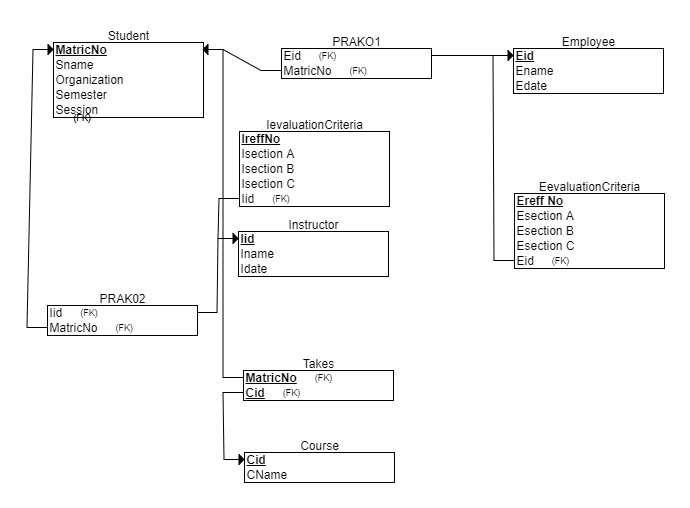 Student
MatricNo
Sname
Organization
Semester
Session
(FK)
PRAKO1
Eid (FK)
MatricNo (FK)
Employee
Eid
Ename
Edate
IevaluationCriteria
IreffNo
Isection A
Isection B
Isection C
Iid (FK)
EevaluationCriteria
Ereff No
Esection A
Esection B
Esection C
Eid (FK)
Instructor
Iid
Iname
Idate
PRAK02
Iid (FK)
MatricNo (FK)
Takes
MatricNo (FK)
Cid (FK)
Course
Cid
CName